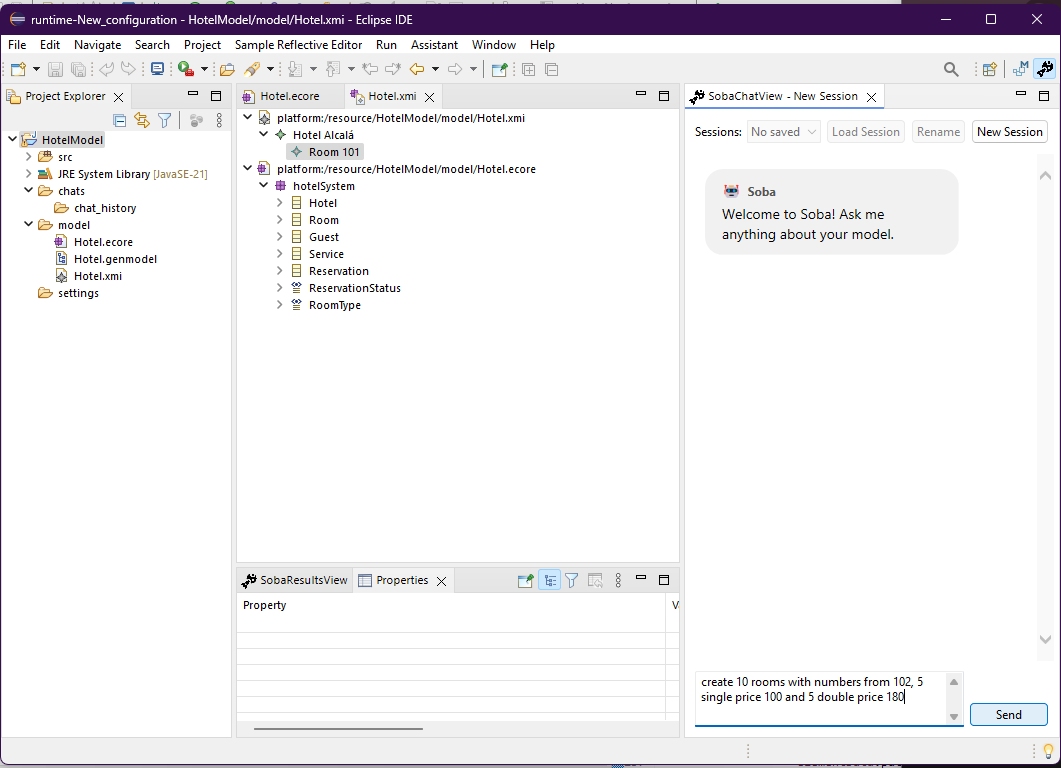 runtime-New_configuration - HotelModel/model/Hotel.xmi - Eclipse IDE
File Edit Navigate Search Project Sample Reflective Editor Run Assistant Window Help
Project Explorer
HotelModel
src
JRE System Library [JavaSE-21]
chats
chat_history
model
Hotel.ecore
Hotel.genmodel
Hotel.xmi
settings
Hotel.ecore Hotel.xmi
platform:/resource/HotelModel/model/Hotel.xmi
Hotel Alcalá
Room 101
platform:/resource/HotelModel/model/Hotel.ecore
hotelSystem
Hotel
Room
Guest
Service
Reservation
ReservationStatus
RoomType
SobaResultsView Properties
Property
SobaChatView - New Session
Sessions: No saved Load Session Rename New Session
Soba
Welcome to Soba! Ask me
anything about your model.
create 10 rooms with numbers from 102, 5
single price 100 and 5 double price 180
Send